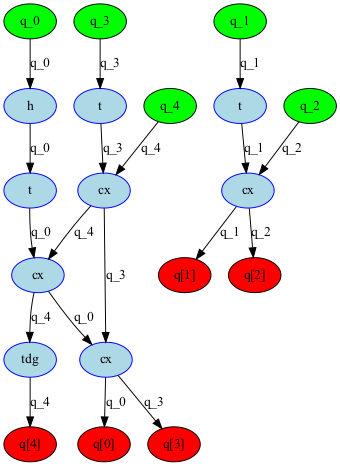 q_0 q_3 q_1
q_0 q_3 q_1
h t q_4 t q_2
q_0 q_3 q_4 q_1 q_2
t cx cx
q_0 q_4 q_1 q_2
cx q_3 q[1] q[2]
q_4 q_0
tdg cx
q_4 q_0 q_3
q[4] q[0] q[3]